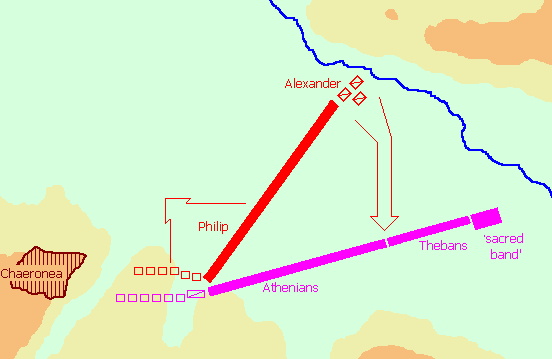 Alexander
Philip
Thebans
'sacred
band'
Chaeronea
Athenians